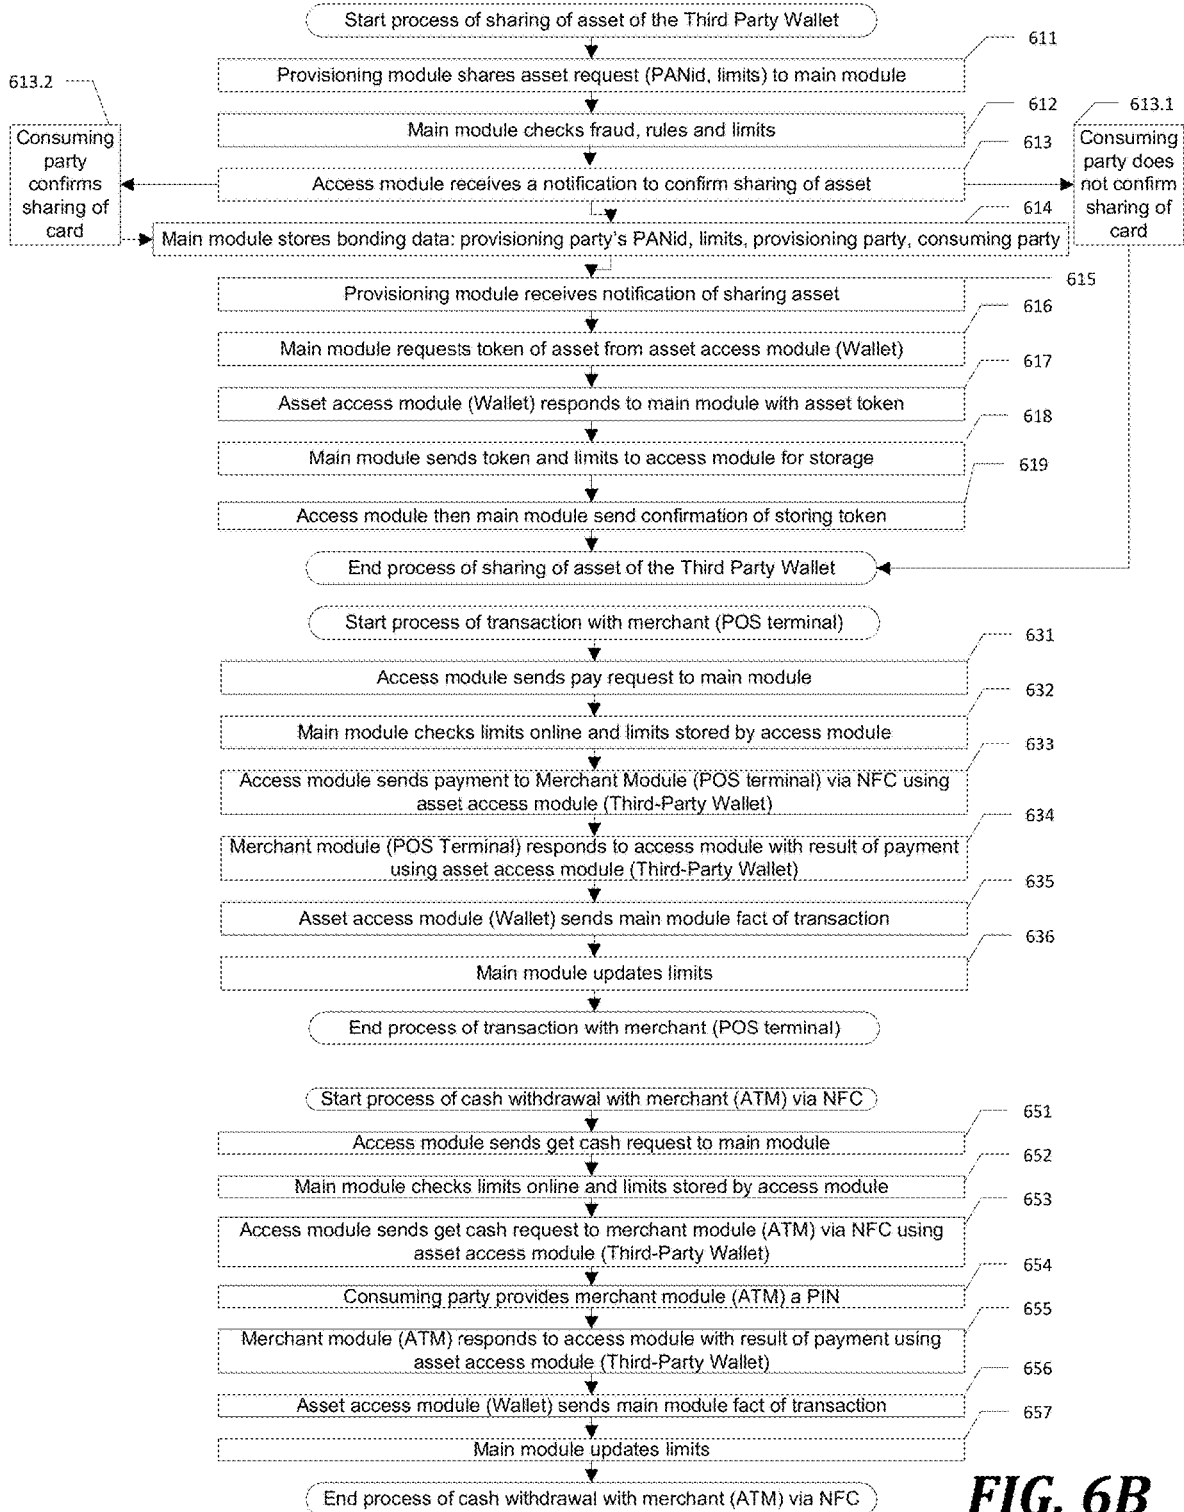 Start process of sharing of asset of the Third Party Wallet
611
Provisioning module shares asset request (PANid, limits) to main module
613.2
612
613.1
Main module checks fraud, rules and limits
613
Consuming
party
confirms
sharing of
card
Access module receives a notification to confirm sharing of asset
Consuming
party does
not confirm
sharing of
card
614
Main module stores bonding data: provisioning party's PANid, limits, provisioning party, consuming party
615
Provisioning module receives notification of sharing asset
616
Main module requests token of asset from asset access module (Wallet)
617
Asset access module (Wallet) responds to main module with asset token
618
Main module sends token and limits to access module for storage
619
Access module then main module send confirmation of storing token
End process of sharing of asset of the Third Party Wallet
Start process of transaction with merchant (POS terminal)
631
Access module sends pay request to main module
632
Main module checks limits online and limits stored by access module
633
Access module sends payment to Merchant Module (POS terminal) via NFC using
asset access module (Third-Party Wallet)
634
Merchant module (POS Terminal) responds to access module with result of payment
using asset access module (Third-Party Wallet)
635
Asset access module (Wallet) sends main module fact of transaction
636
Main module updates limits
End process of transaction with merchant (POS terminal)
Start process of cash withdrawal with merchant (ATM) via NFC
651
Access module sends get cash request to main module
652
Main module checks limits online and limits stored by access module
653
Access module sends get cash request to merchant module (ATM) via NFC using
asset access module (Third-Party Wallet)
654
Consuming party provides merchant module (ATM) a PIN
655
Merchant module (ATM) responds to access module with result of payment using
asset access module (Third-Party Wallet)
656
Asset access module (Wallet) sends main module fact of transaction
657
Main module updates limits
End process of cash withdrawal with merchant (ATM) via NFC
FIG. 6B